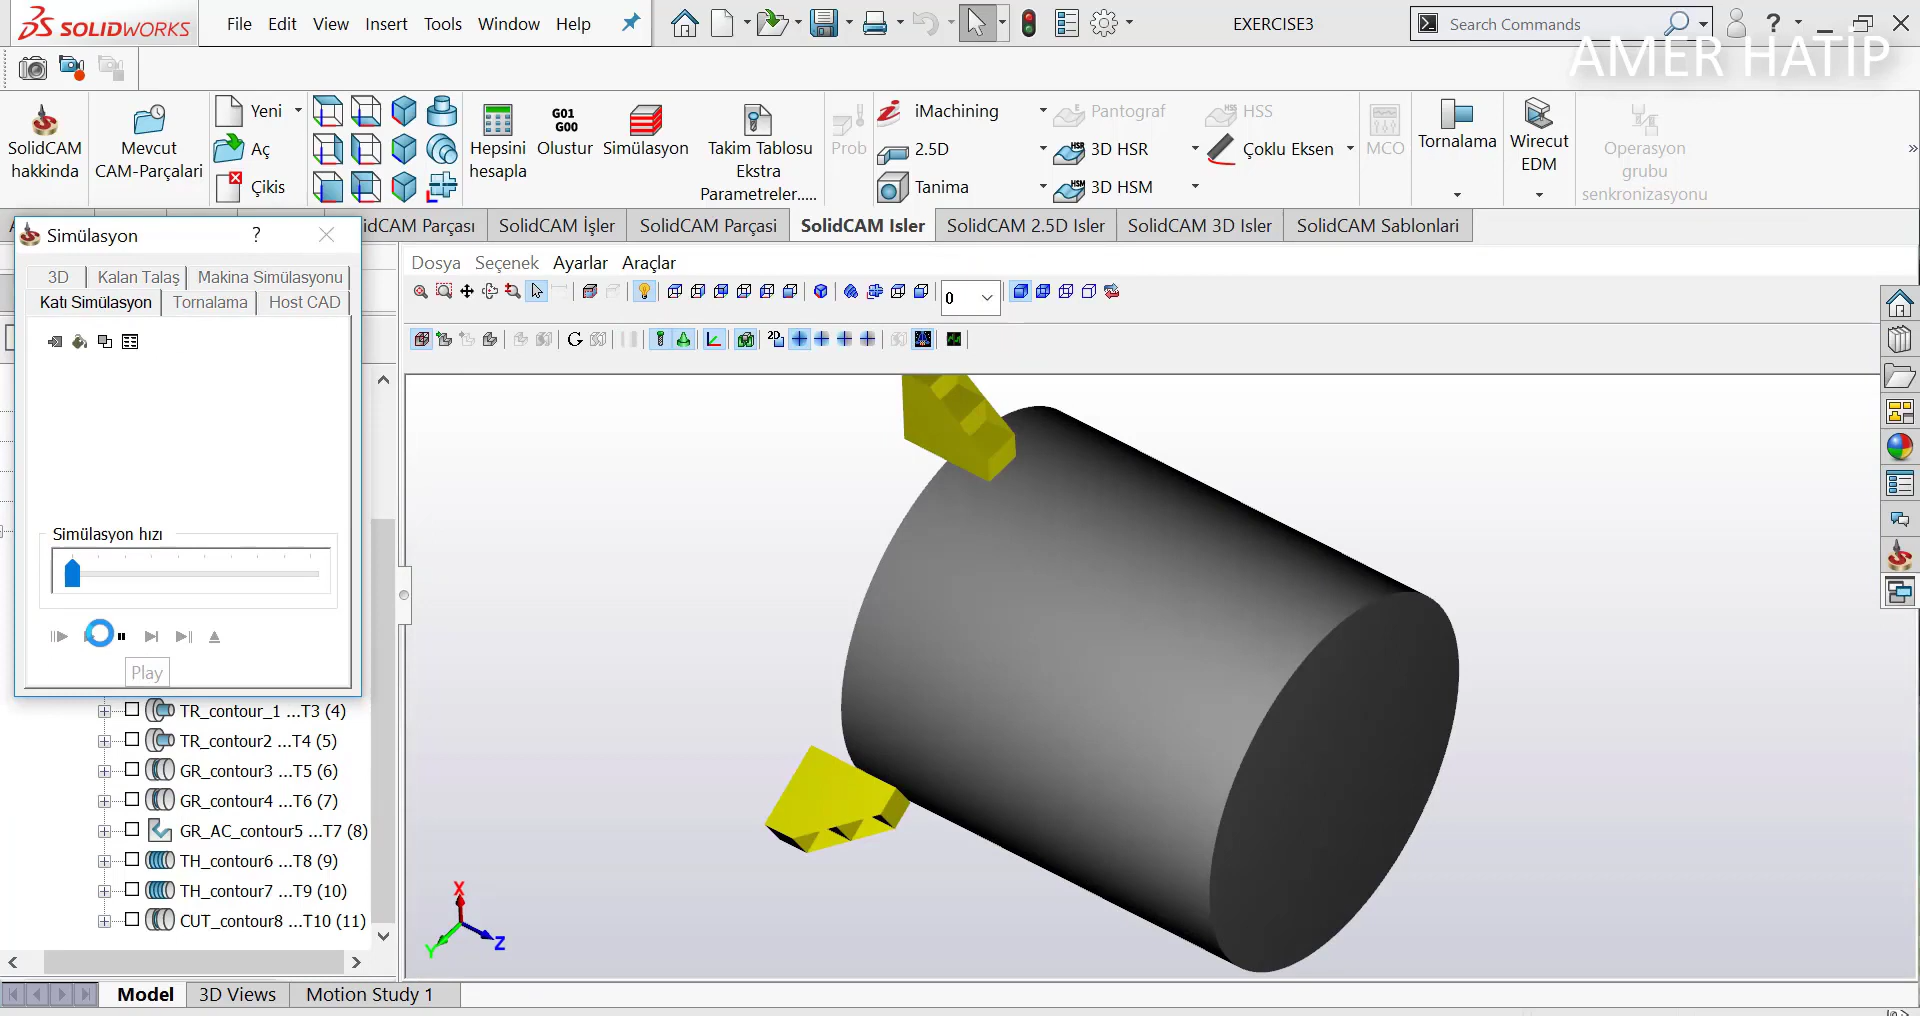 SOLIDWORKS
File Edit View Insert Tools Window Help
EXERCISE3
Search Commands
?
AMER HATİP
SolidCAM hakkinda
Mevcut CAM-Parçalari
Yeni
Aç
Çikis
Hepsini hesapla
G01 G00
Olustur
Simülasyon
Takim Tablosu Ekstra Parametreler.....
Prob
iMachining
2.5D
Tanima
Pantograf
3D HSR
3D HSM
HSS
Çoklu Eksen
MCO
Tornalama
Wirecut EDM
Operasyon grubu senkronizasyonu
idCAM Parçası
SolidCAM İşler
SolidCAM Parçasi
SolidCAM Isler
SolidCAM 2.5D Isler
SolidCAM 3D Isler
SolidCAM Sablonlari
Simülasyon
?
3D Kalan Talaş Makina Simülasyonu
Katı Simülasyon Tornalama Host CAD
Simülasyon hızı
Play
Dosya Seçenek Ayarlar Araçlar
0
2D
TR_contour_1 ...T3 (4)
TR_contour2 ...T4 (5)
GR_contour3 ...T5 (6)
GR_contour4 ...T6 (7)
GR_AC_contour5 ...T7 (8)
TH_contour6 ...T8 (9)
TH_contour7 ...T9 (10)
CUT_contour8 ...T10 (11)
X
Y
Z
Model 3D Views Motion Study 1